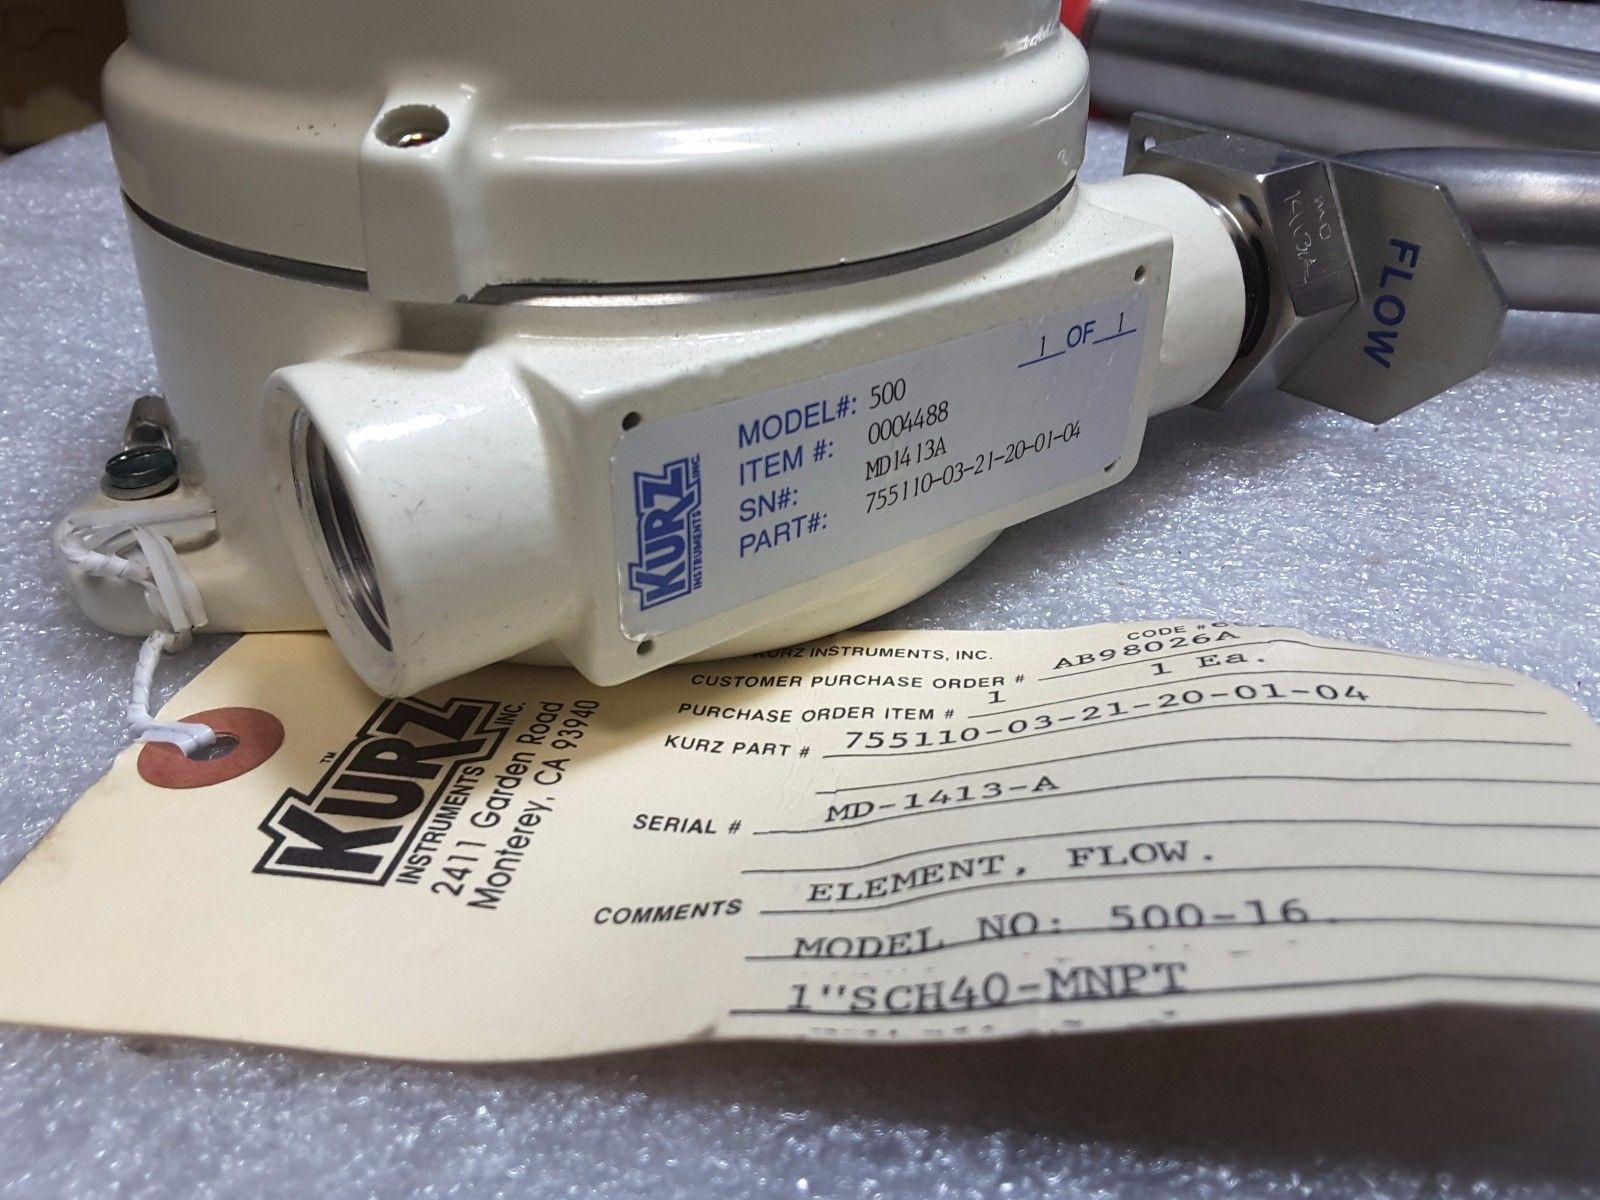 FLOW
MD
1413A
1 OF 1
MODEL#: 500
ITEM #: 0004488
SN#: MD1413A
PART#: 755110-03-21-20-01-04
KURZ
INSTRUMENTS INC.
KURZ INSTRUMENTS, INC.
CODE #
CUSTOMER PURCHASE ORDER # AB98026A
PURCHASE ORDER ITEM # 1 1 Ea.
KURZ PART # 755110-03-21-20-01-04
SERIAL # MD-1413-A
COMMENTS ELEMENT, FLOW.
MODEL NO: 500-16.
1"SCH40-MNPT
KURZ™
INSTRUMENTS INC.
2411 Garden Road
Monterey, CA 93940